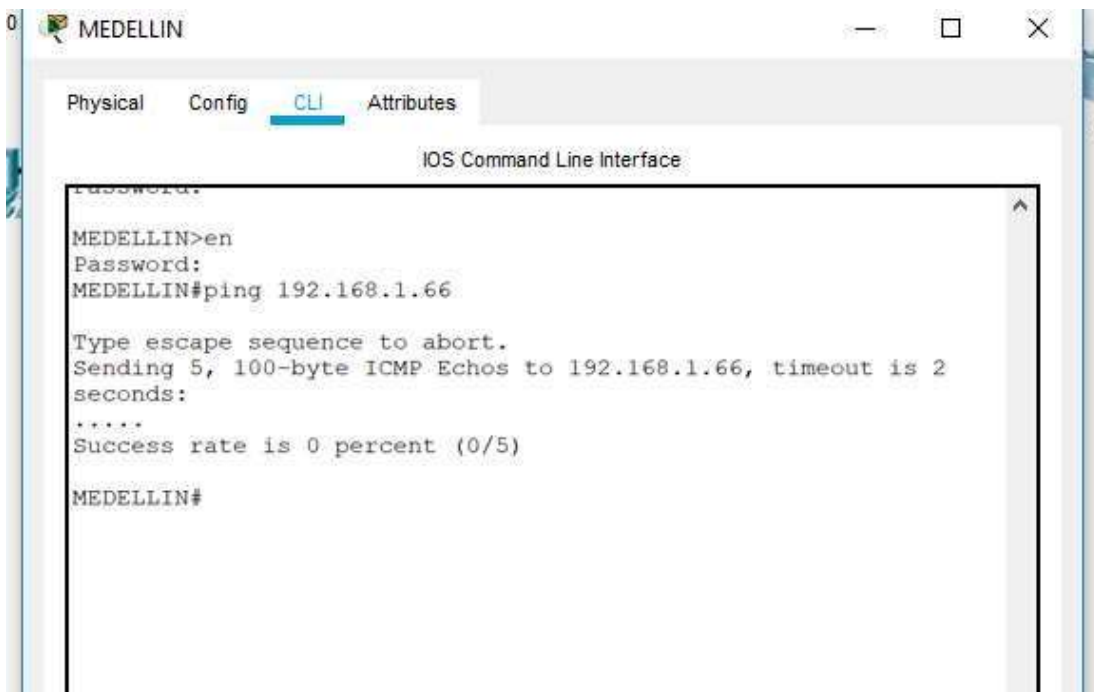 0
MEDELLIN
Physical Config CLI Attributes
IOS Command Line Interface
Password:
MEDELLIN>en
Password:
MEDELLIN#ping 192.168.1.66
Type escape sequence to abort.
Sending 5, 100-byte ICMP Echos to 192.168.1.66, timeout is 2
seconds:
.....
Success rate is 0 percent (0/5)
MEDELLIN#